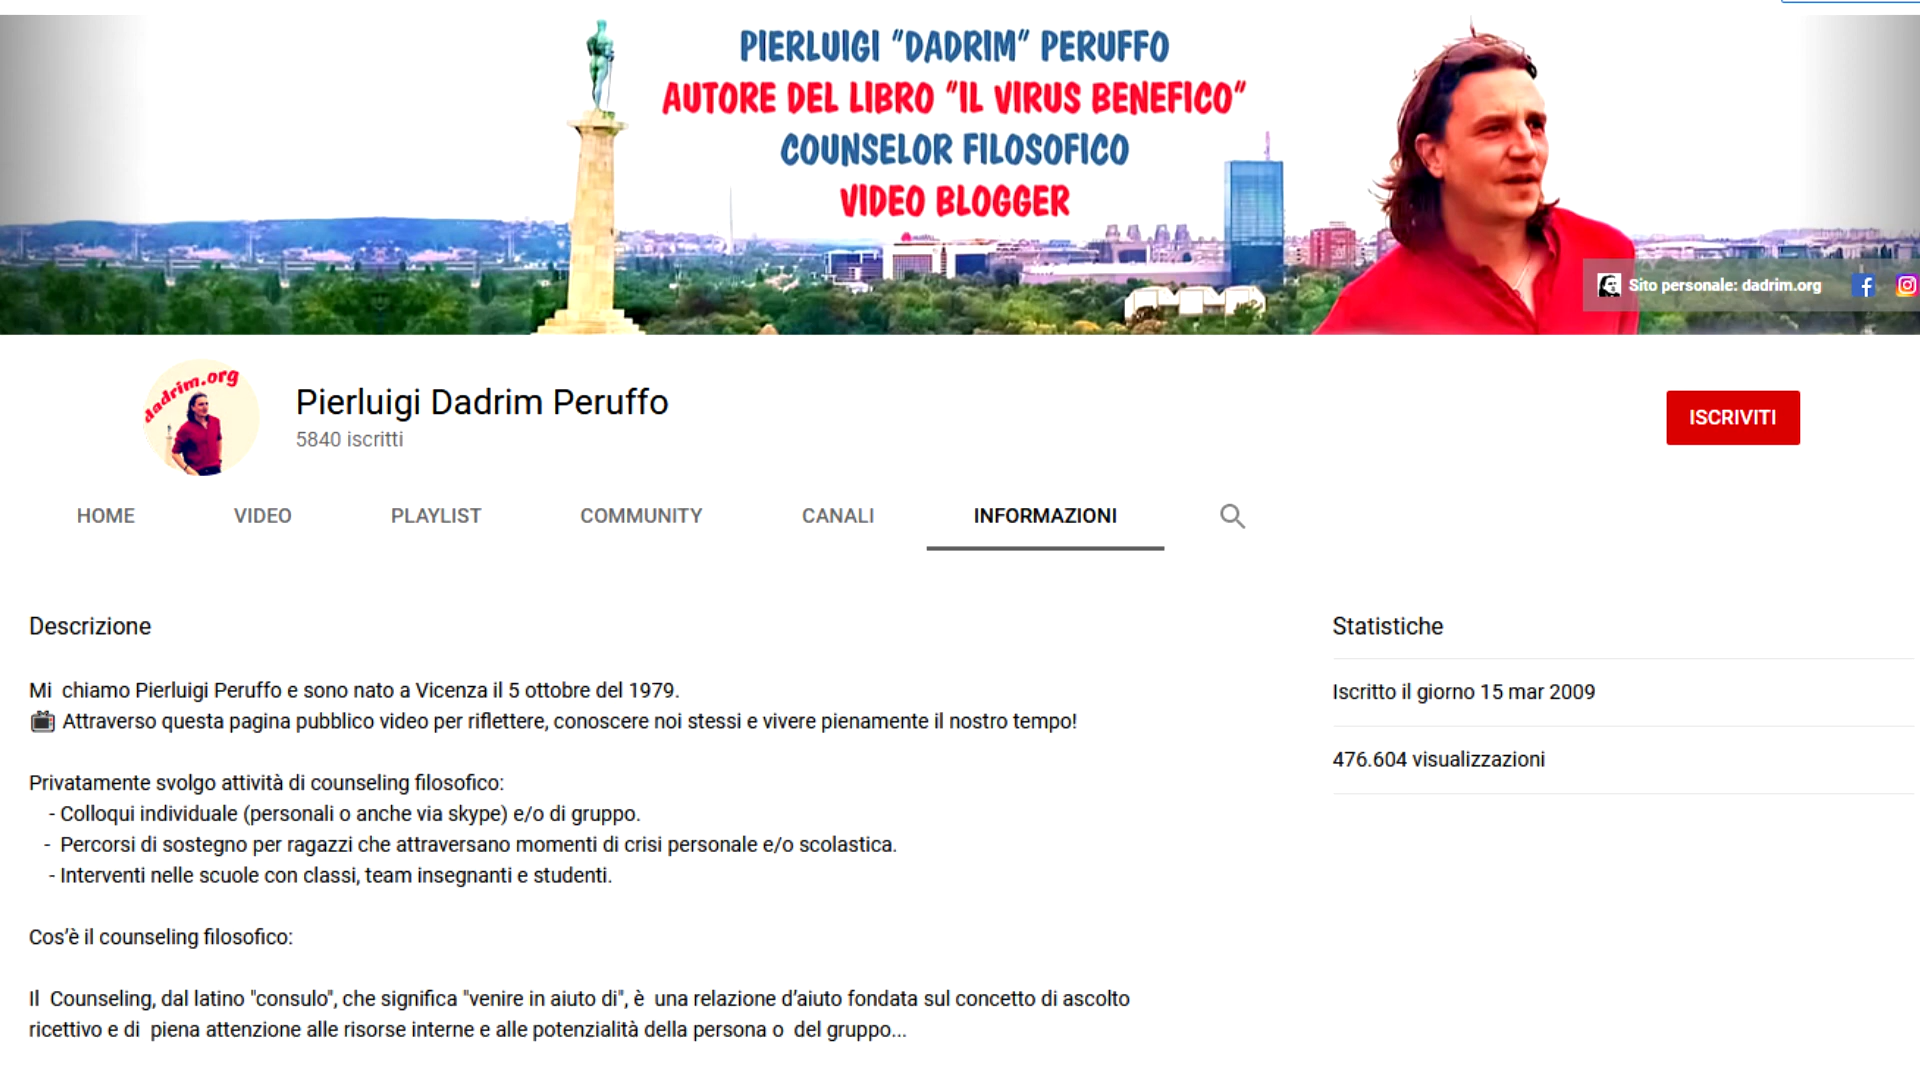 PIERLUIGI "DADRIM" PERUFFO
AUTORE DEL LIBRO "IL VIRUS BENEFICO"
COUNSELOR FILOSOFICO
VIDEO BLOGGER
Sito personale: dadrim.org
dadrim.org
Pierluigi Dadrim Peruffo
5840 iscritti
ISCRIVITI
HOME VIDEO PLAYLIST COMMUNITY CANALI INFORMAZIONI
Descrizione
Mi chiamo Pierluigi Peruffo e sono nato a Vicenza il 5 ottobre del 1979.
Attraverso questa pagina pubblico video per riflettere, conoscere noi stessi e vivere pienamente il nostro tempo!
Privatamente svolgo attività di counseling filosofico:
- Colloqui individuale (personali o anche via skype) e/o di gruppo.
- Percorsi di sostegno per ragazzi che attraversano momenti di crisi personale e/o scolastica.
- Interventi nelle scuole con classi, team insegnanti e studenti.
Cos'è il counseling filosofico:
Il Counseling, dal latino "consulo", che significa "venire in aiuto di", è una relazione d'aiuto fondata sul concetto di ascolto
ricettivo e di piena attenzione alle risorse interne e alle potenzialità della persona o del gruppo...
Statistiche
Iscritto il giorno 15 mar 2009
476.604 visualizzazioni